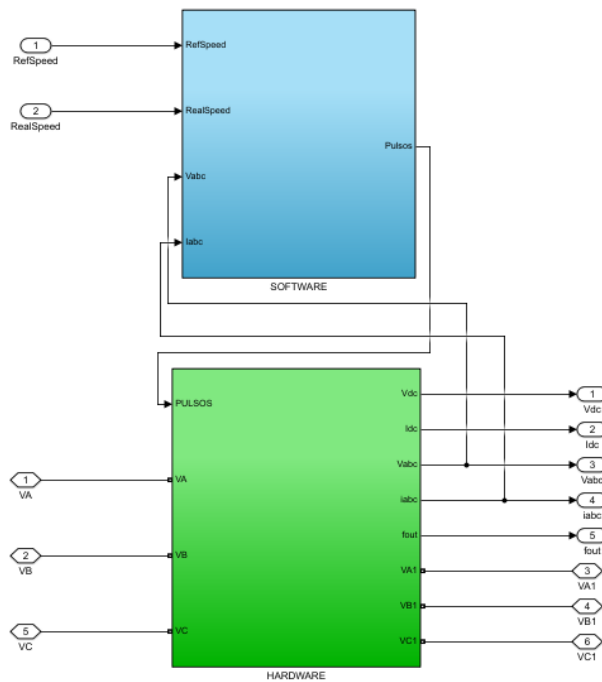 1
RefSpeed
2
RealSpeed
RefSpeed
RealSpeed
Vabc
Iabc
Pulsos
SOFTWARE
PULSOS
VA
VB
VC
Vdc
Idc
Vabc
iabc
fout
VA1
VB1
VC1
HARDWARE
1
VA
2
VB
5
VC
1
Vdc
2
Idc
3
Vabc
4
iabc
5
fout
3
VA1
4
VB1
6
VC1